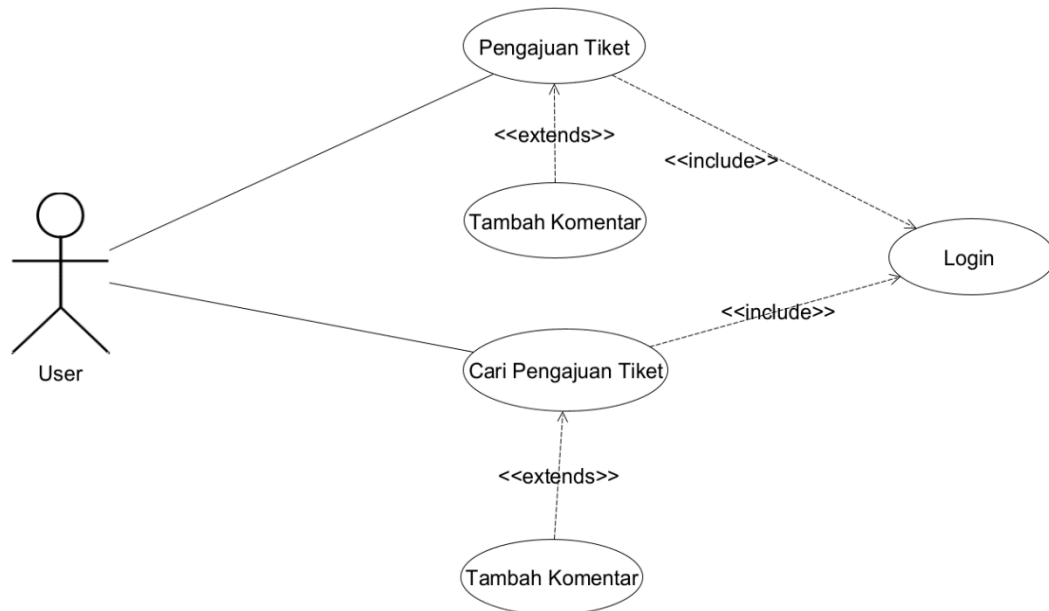 Pengajuan Tiket
<<extends>>
<<include>>
Tambah Komentar
Login
<<include>>
User
Cari Pengajuan Tiket
<<extends>>
Tambah Komentar